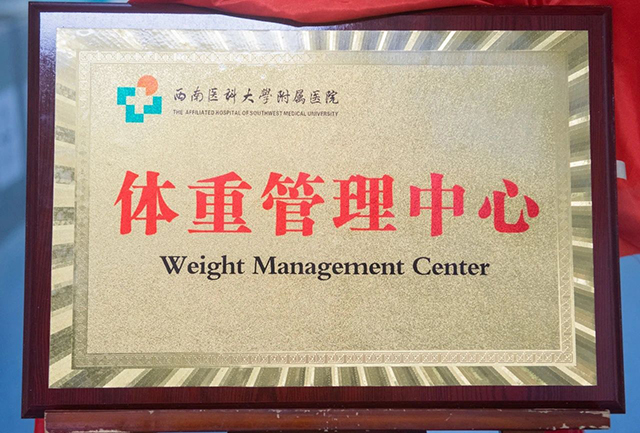 西南医科大學附属医院
THE AFFILIATED HOSPITAL OF SOUTHWEST MEDICAL UNIVERSITY
体重管理中心
Weight Management Center